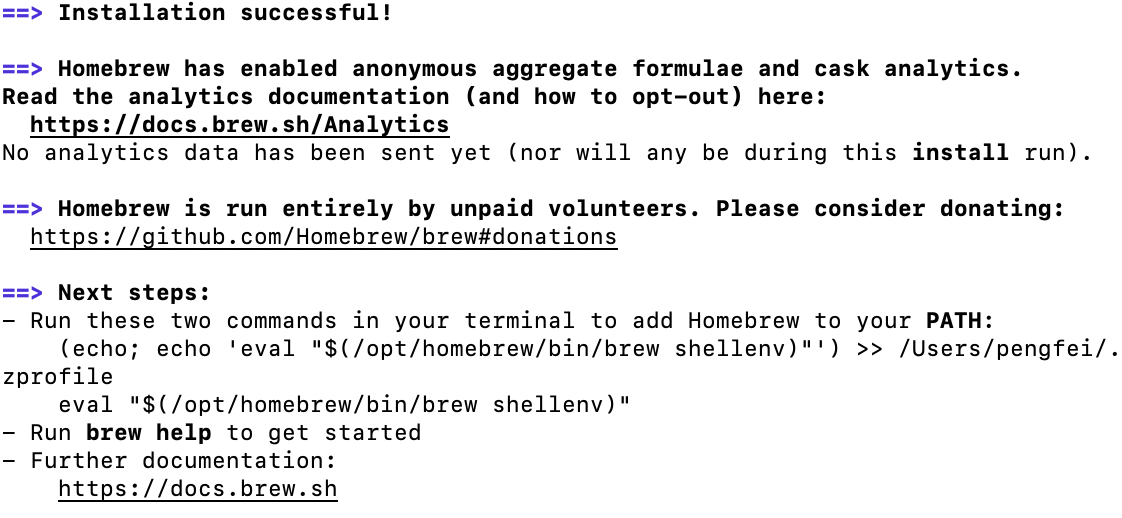 ==> Installation successful!
==> Homebrew has enabled anonymous aggregate formulae and cask analytics.
Read the analytics documentation (and how to opt-out) here:
https://docs.brew.sh/Analytics
No analytics data has been sent yet (nor will any be during this install run).
==> Homebrew is run entirely by unpaid volunteers. Please consider donating:
https://github.com/Homebrew/brew#donations
==> Next steps:
- Run these two commands in your terminal to add Homebrew to your PATH:
(echo; echo 'eval "$(/opt/homebrew/bin/brew shellenv)"') >> /Users/pengfei/.
zprofile
eval "$(/opt/homebrew/bin/brew shellenv)"
- Run brew help to get started
- Further documentation:
https://docs.brew.sh